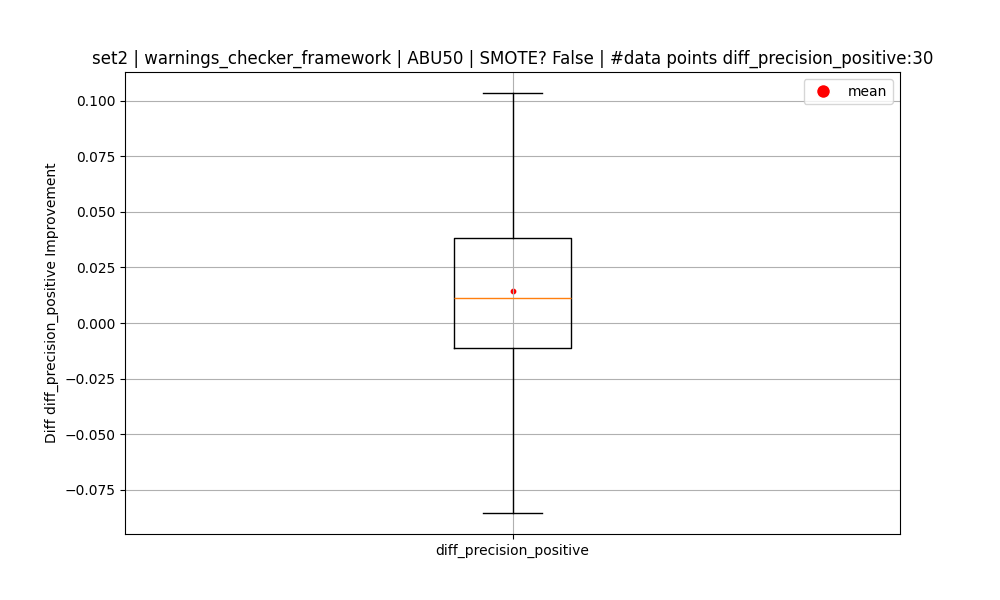 set2 | warnings_checker_framework | ABU50 | SMOTE? False | #data points diff_precision_positive:30
mean
0.100
0.075
0.050
0.025
0.000
−0.025
−0.050
−0.075
Diff diff_precision_positive Improvement
diff_precision_positive